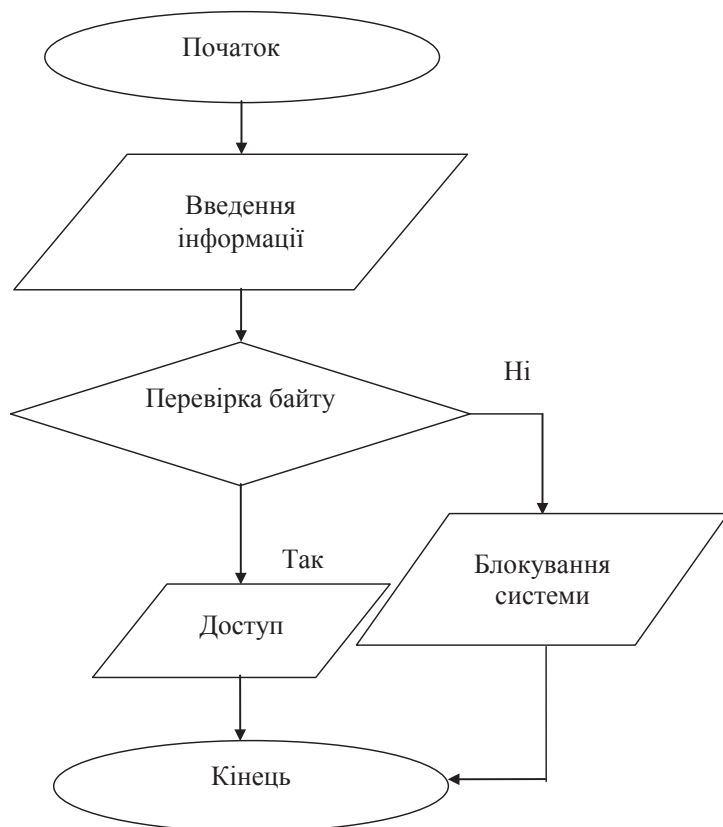 Початок
Введення
інформації
Перевірка байту
Ні
Так
Блокування
системи
Доступ
Кінець